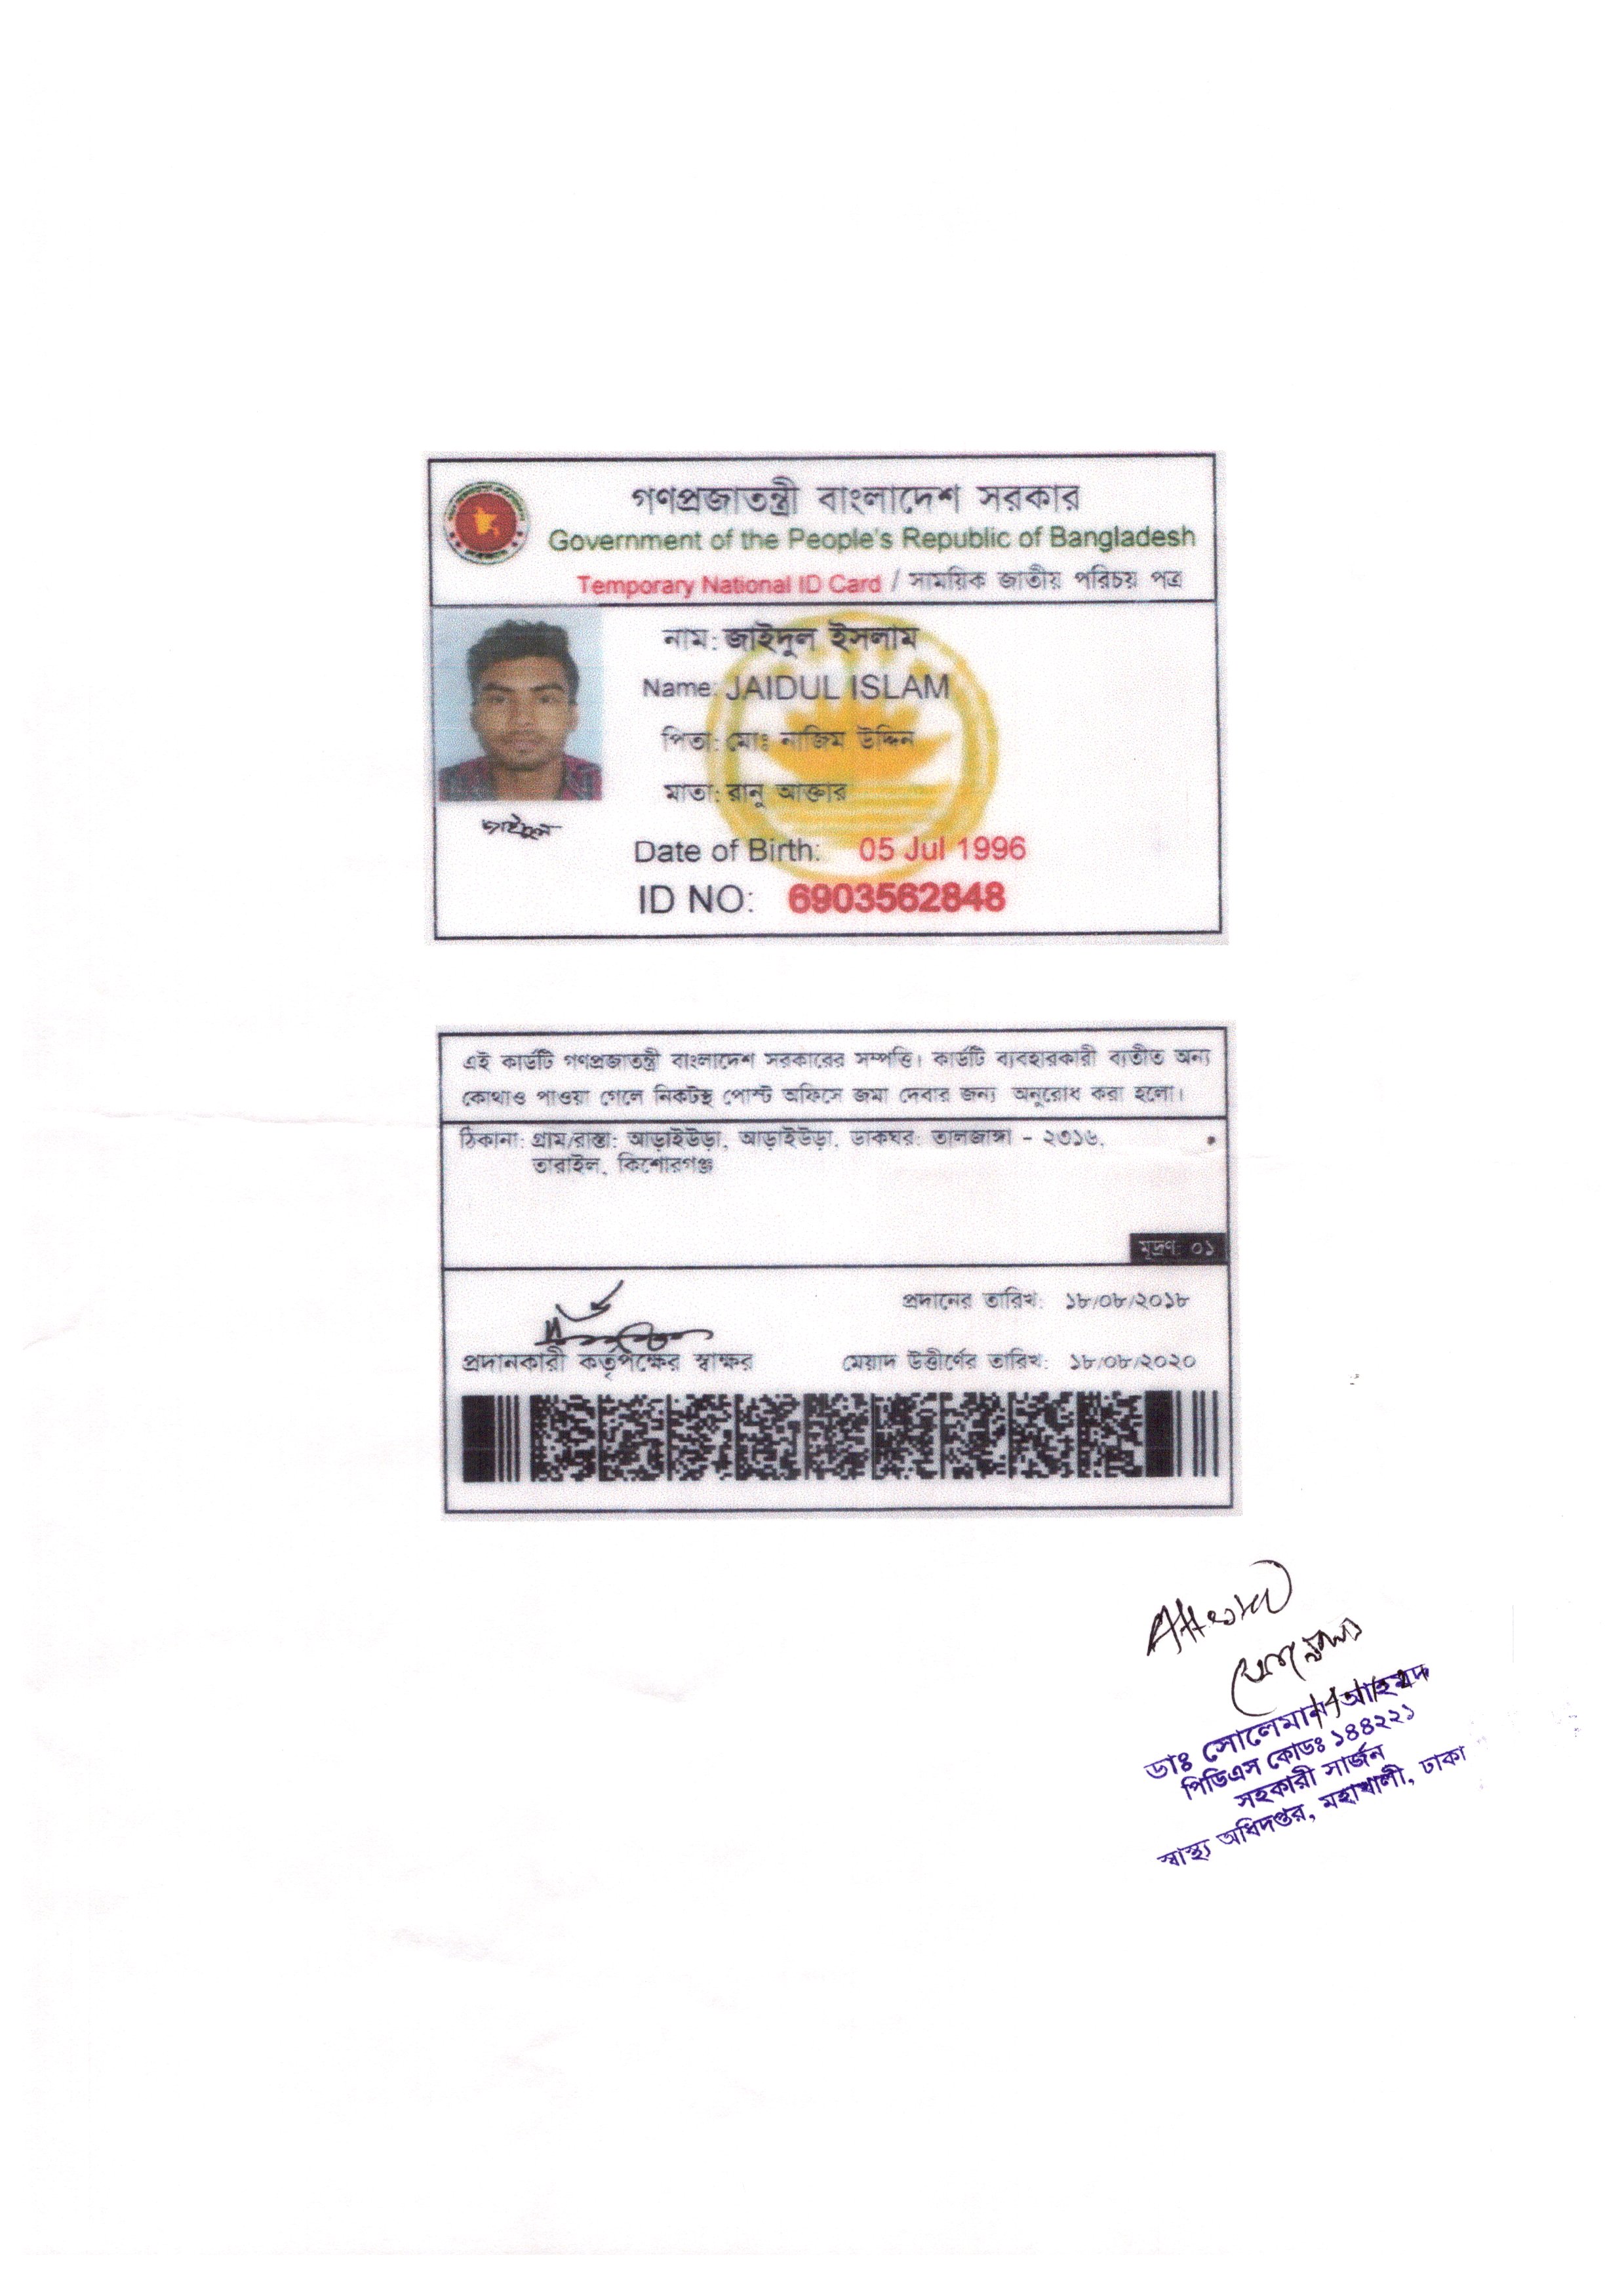 গণপ্রজাতন্ত্রী বাংলাদেশ সরকার
Government of the People's Republic of Bangladesh
Temporary National ID Card / সাময়িক জাতীয় পরিচয় পত্র
নাম: জাইদুল ইসলাম
Name: JAIDUL ISLAM
পিতা: মোঃ নাজিম উদ্দিন
মাতা: রানু আক্তার
জাইদুল
Date of Birth: 05 Jul 1996
ID NO: 6903562848
এই কার্ডটি গণপ্রজাতন্ত্রী বাংলাদেশ সরকারের সম্পত্তি। কার্ডটি ব্যবহারকারী ব্যতীত অন্য
কোথাও পাওয়া গেলে নিকটস্থ পোস্ট অফিসে জমা দেবার জন্য অনুরোধ করা হলো।
ঠিকানা: গ্রাম/রাস্তা: আড়াইউড়া, আড়াইউড়া, ডাকঘর: তালজাঙ্গা - ২৩১৬,
তারাইল, কিশোরগঞ্জ
মূদ্রণ: ০১
প্রদানের তারিখ: ১৮/০৮/২০১৮
প্রদানকারী কর্তৃপক্ষের স্বাক্ষর
মেয়াদ উত্তীর্ণের তারিখ: ১৮/০৮/২০২০
Attested
ডাঃ সোলেমান আহম্মদ
পিডিএস কোডঃ ১৪৪২২১
সহকারী সার্জন
স্বাস্থ্য অধিদপ্তর, মহাখালী, ঢাকা